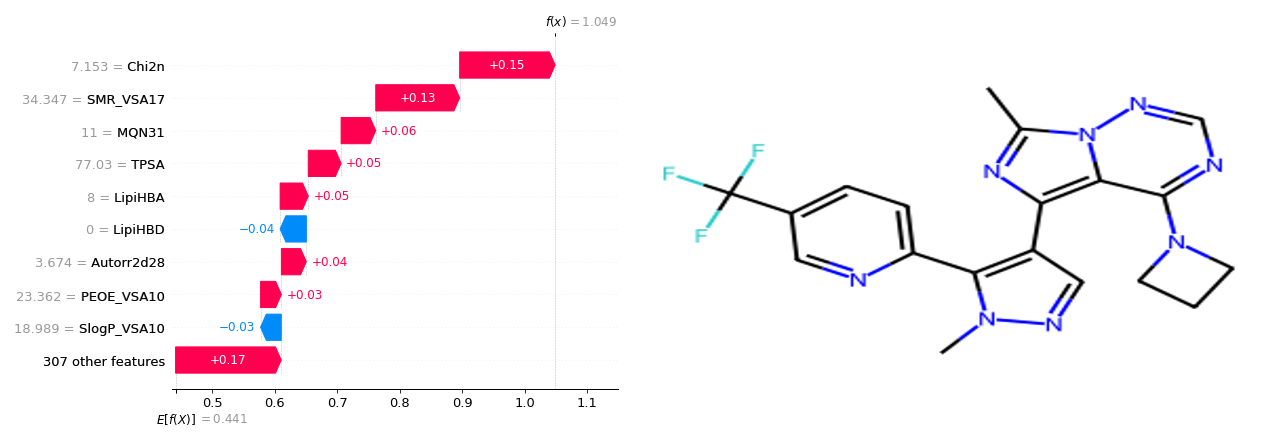 f(x) = 1.049
7.153 = Chi2n
+0.15
34.347 = SMR_VSA17
+0.13
11 = MQN31
+0.06
77.03 = TPSA
+0.05
8 = LipiHBA
+0.05
0 = LipiHBD
−0.04
3.674 = Autorr2d28
+0.04
23.362 = PEOE_VSA10
+0.03
18.989 = SlogP_VSA10
−0.03
307 other features
+0.17
0.5 0.6 0.7 0.8 0.9 1.0 1.1
E[f(X)] = 0.441
N
N
N
N
F
F
F
N
N
N
N